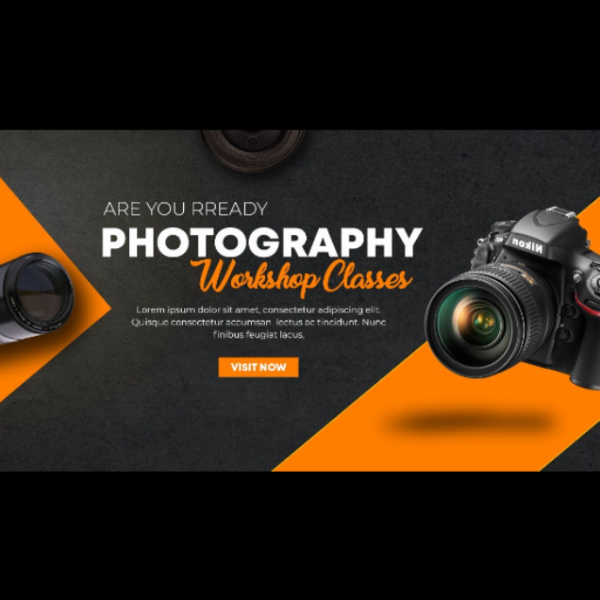 ARE YOU RREADY
PHOTOGRAPHY
Workshop Classes
Lorem ipsum dolor sit amet, consectetur adipiscing elit.
Quisque consectetur accumsan lectus ac tincidunt. Nunc
finibus feugiat lacus,
VISIT NOW
Nikon